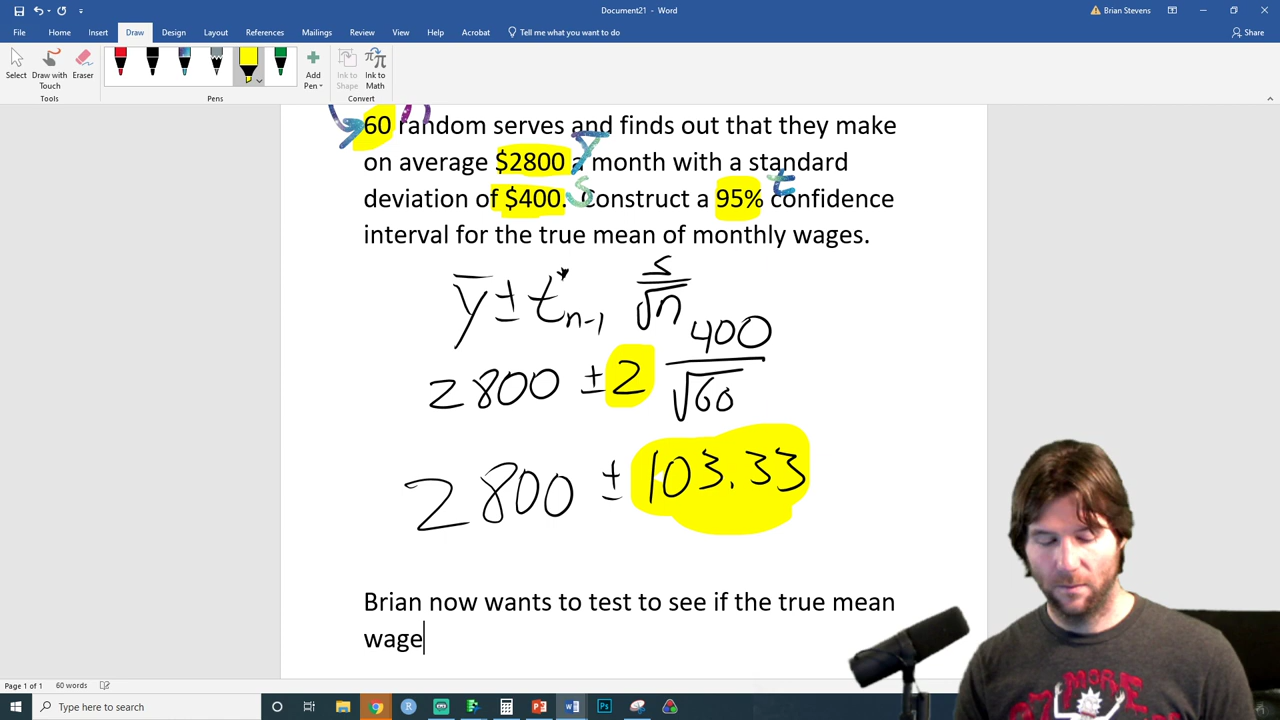 Document21 - Word
Brian Stevens
File Home Insert Draw Design Layout References Mailings Review View Help Acrobat Tell me what you want to do Share
Select Draw with Touch Eraser Add Pen Ink to Shape Ink to Math
Tools Pens Convert
n
60 random serves and finds out that they make
on average $2800 a month with a standard
deviation of $400. Construct a 95% confidence
interval for the true mean of monthly wages.
ȳ s t
ȳ ± t*n-1 s/√n
2800 ± 2 400/√60
2800 ± 103.33
Brian now wants to test to see if the true mean
wage
MORE
Page 1 of 1 60 words
Type here to search